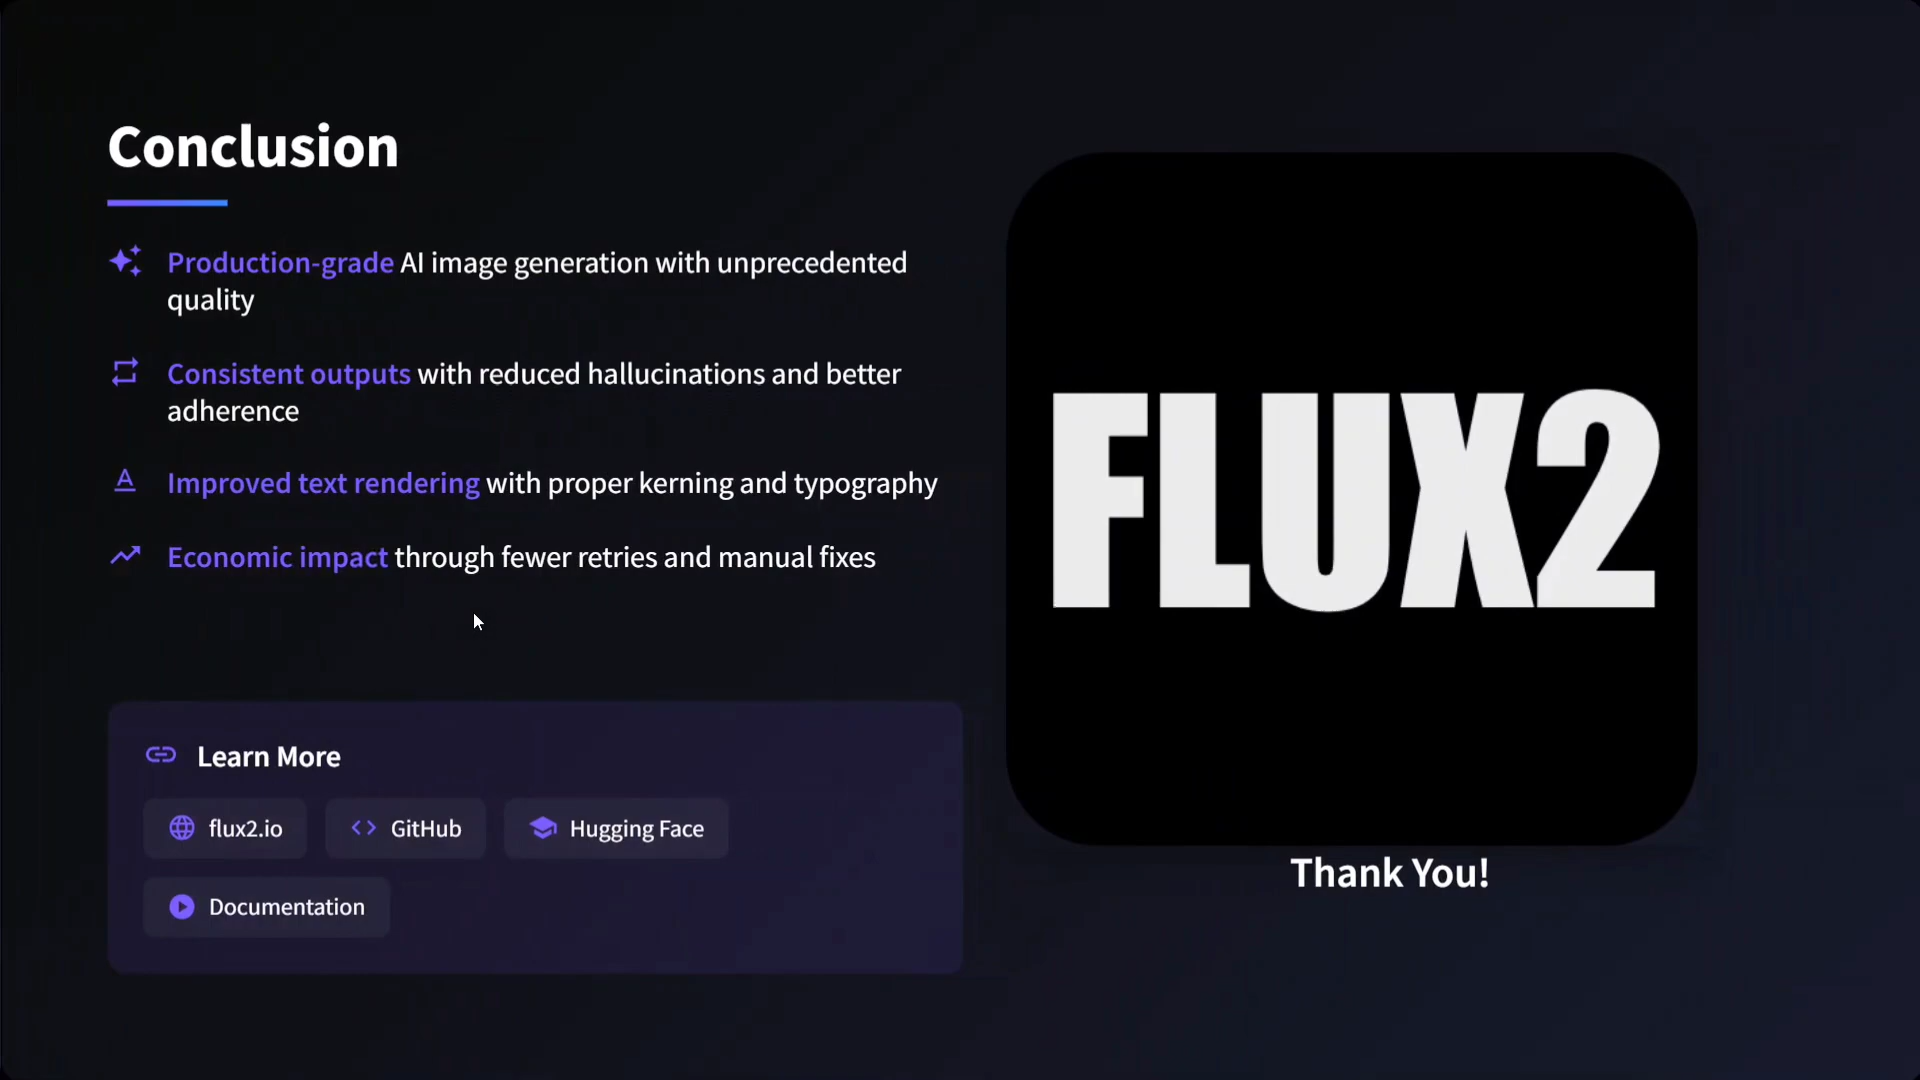 Conclusion
Production-grade AI image generation with unprecedented
quality
Consistent outputs with reduced hallucinations and better
adherence
Improved text rendering with proper kerning and typography
Economic impact through fewer retries and manual fixes
Learn More
flux2.io
GitHub
Hugging Face
Documentation
FLUX2
Thank You!